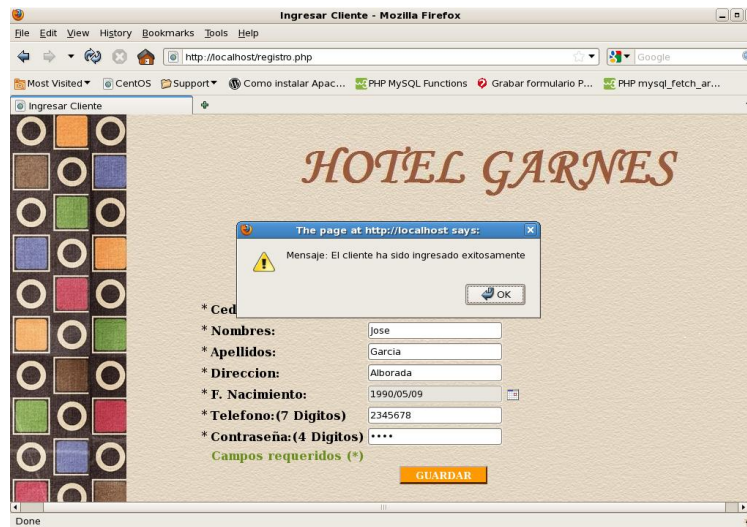 Ingresar Cliente - Mozilla Firefox
File Edit View History Bookmarks Tools Help
http://localhost/registro.php
Google
Most Visited CentOS Support Como instalar Apac... PHP MySQL Functions Grabar formulario P... PHP mysql_fetch_ar...
Ingresar Cliente
HOTEL GARNES
The page at http://localhost says:
Mensaje: El cliente ha sido ingresado exitosamente
OK
* Ced
* Nombres: Jose
* Apellidos: Garcia
* Direccion: Alborada
* F. Nacimiento: 1990/05/09
* Telefono:(7 Digitos) 2345678
* Contraseña:(4 Digitos) ••••
Campos requeridos (*)
GUARDAR
Done